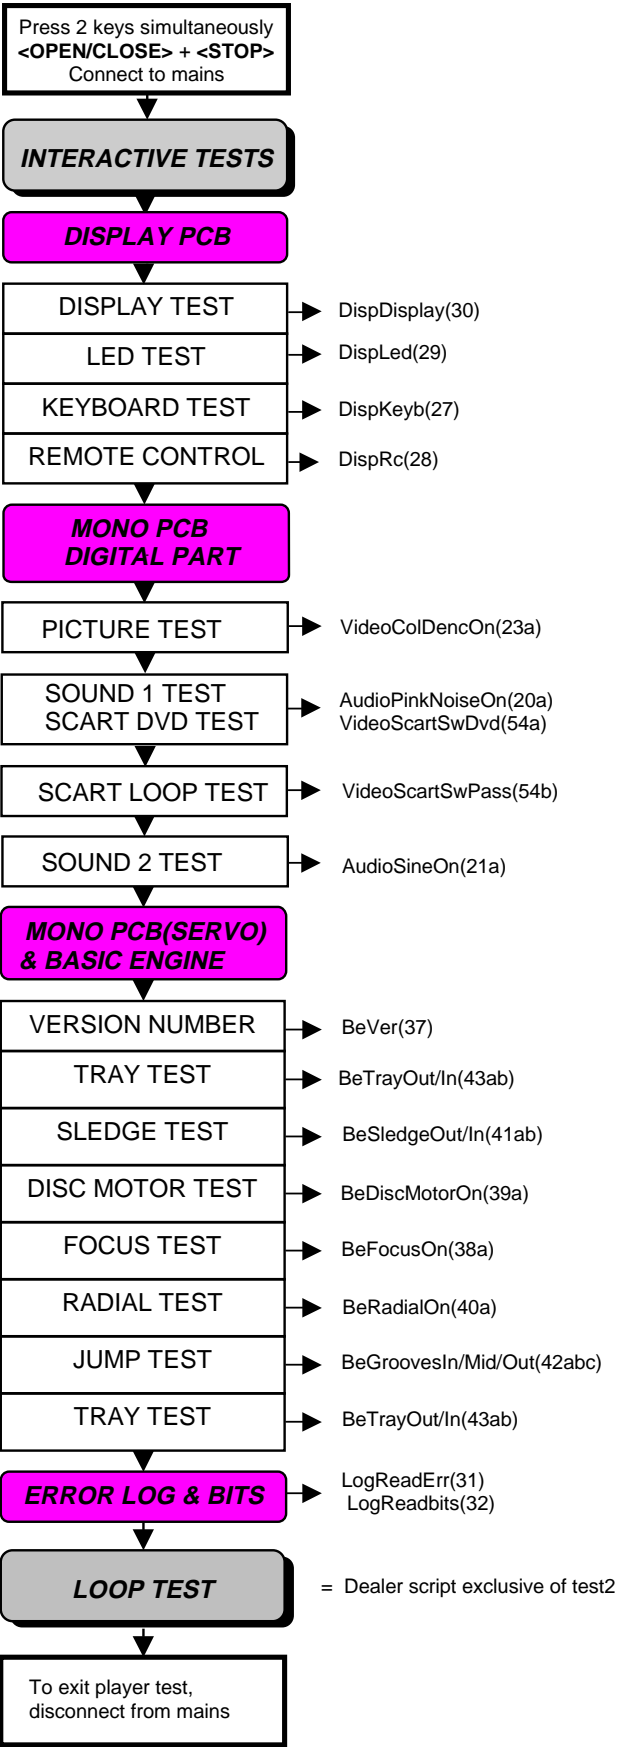 Press 2 keys simultaneously
<OPEN/CLOSE> + <STOP>
Connect to mains
INTERACTIVE TESTS
DISPLAY PCB
DISPLAY TEST
DispDisplay(30)
LED TEST
DispLed(29)
KEYBOARD TEST
DispKeyb(27)
REMOTE CONTROL
DispRc(28)
MONO PCB
DIGITAL PART
PICTURE TEST
VideoColDencOn(23a)
SOUND 1 TEST
SCART DVD TEST
AudioPinkNoiseOn(20a)
VideoScartSwDvd(54a)
SCART LOOP TEST
VideoScartSwPass(54b)
SOUND 2 TEST
AudioSineOn(21a)
MONO PCB(SERVO)
& BASIC ENGINE
VERSION NUMBER
BeVer(37)
TRAY TEST
BeTrayOut/In(43ab)
SLEDGE TEST
BeSledgeOut/In(41ab)
DISC MOTOR TEST
BeDiscMotorOn(39a)
FOCUS TEST
BeFocusOn(38a)
RADIAL TEST
BeRadialOn(40a)
JUMP TEST
BeGroovesIn/Mid/Out(42abc)
TRAY TEST
BeTrayOut/In(43ab)
ERROR LOG & BITS
LogReadErr(31)
LogReadbits(32)
LOOP TEST
= Dealer script exclusive of test2
To exit player test,
disconnect from mains